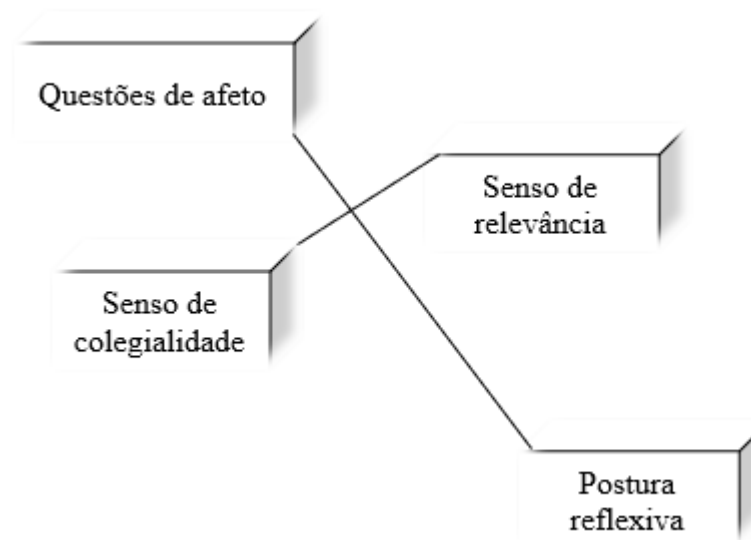 Questões de afeto
Senso de
relevância
Senso de
colegialidade
Postura
reflexiva